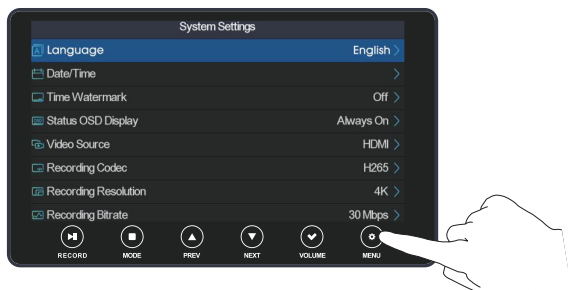 System Settings
Language English
Date/Time
Time Watermark Off
Status OSD Display Always On
Video Source HDMI
Recording Codec H265
Recording Resolution 4K
Recording Bitrate 30 Mbps
RECORD MODE PREV NEXT VOLUME MENU